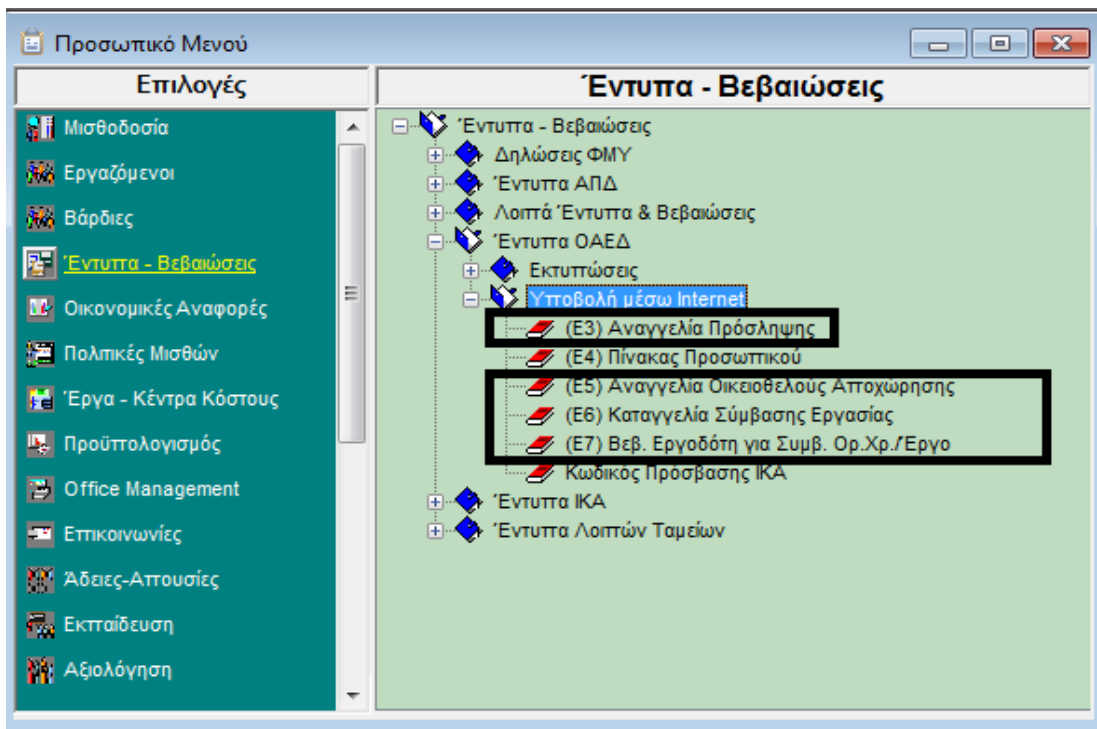 Προσωπικό Μενού
Επιλογές
Μισθοδοσία
Εργαζόμενοι
Βάρδιες
Έντυπα - Βεβαιώσεις
Οικονομικές Αναφορές
Πολιτικές Μισθών
Έργα - Κέντρα Κόστους
Προϋπολογισμός
Office Management
Επικοινωνίες
Άδειες-Απουσίες
Εκπαίδευση
Αξιολόγηση
Έντυπα - Βεβαιώσεις
Έντυπα - Βεβαιώσεις
Δηλώσεις ΦΜΥ
Έντυπα ΑΠΔ
Λοιπά Έντυπα & Βεβαιώσεις
Έντυπα ΟΑΕΔ
Εκτυπώσεις
Υποβολή μέσω Internet
(Ε3) Αναγγελία Πρόσληψης
(Ε4) Πίνακας Προσωπικού
(Ε5) Αναγγελία Οικειοθελούς Αποχώρησης
(Ε6) Καταγγελία Σύμβασης Εργασίας
(Ε7) Βεβ. Εργοδότη για Συμβ. Ορ.Χρ./Έργο
Κωδικός Πρόσβασης ΙΚΑ
Έντυπα ΙΚΑ
Έντυπα Λοιπών Ταμείων